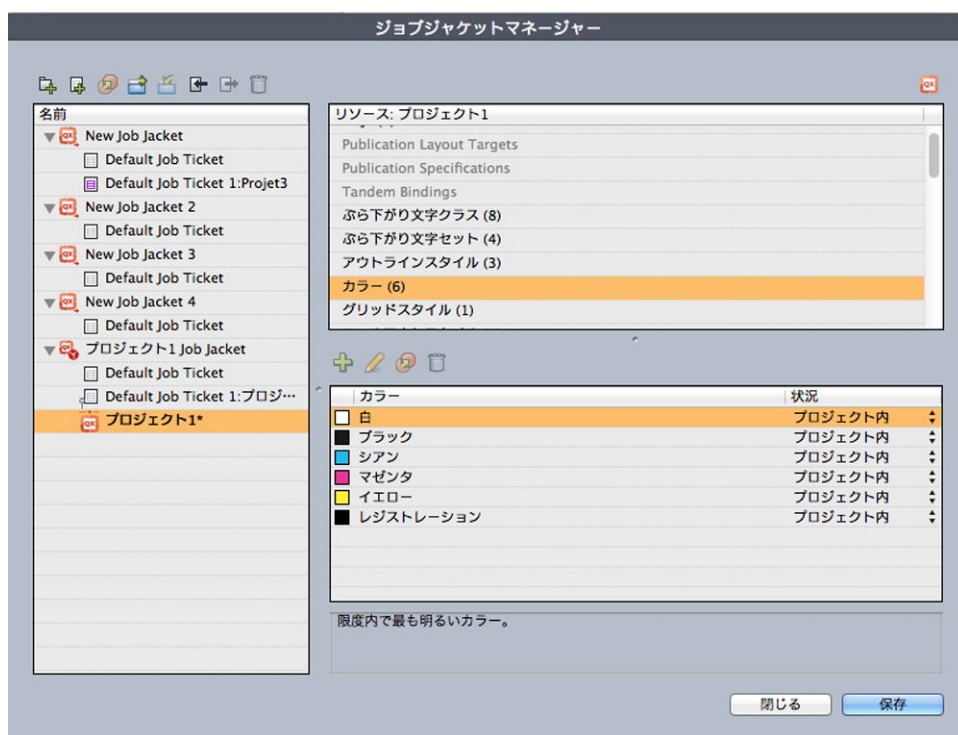 ジョブジャケットマネージャー
名前
New Job Jacket
Default Job Ticket
Default Job Ticket 1:Projet3
New Job Jacket 2
Default Job Ticket
New Job Jacket 3
Default Job Ticket
New Job Jacket 4
Default Job Ticket
プロジェクト1 Job Jacket
Default Job Ticket
Default Job Ticket 1:プロジ…
プロジェクト1*
リソース: プロジェクト1
Publication Layout Targets
Publication Specifications
Tandem Bindings
ぶら下がり文字クラス (8)
ぶら下がり文字セット (4)
アウトラインスタイル (3)
カラー (6)
グリッドスタイル (1)
カラー 状況
白 プロジェクト内
ブラック プロジェクト内
シアン プロジェクト内
マゼンタ プロジェクト内
イエロー プロジェクト内
レジストレーション プロジェクト内
限度内で最も明るいカラー。
閉じる 保存